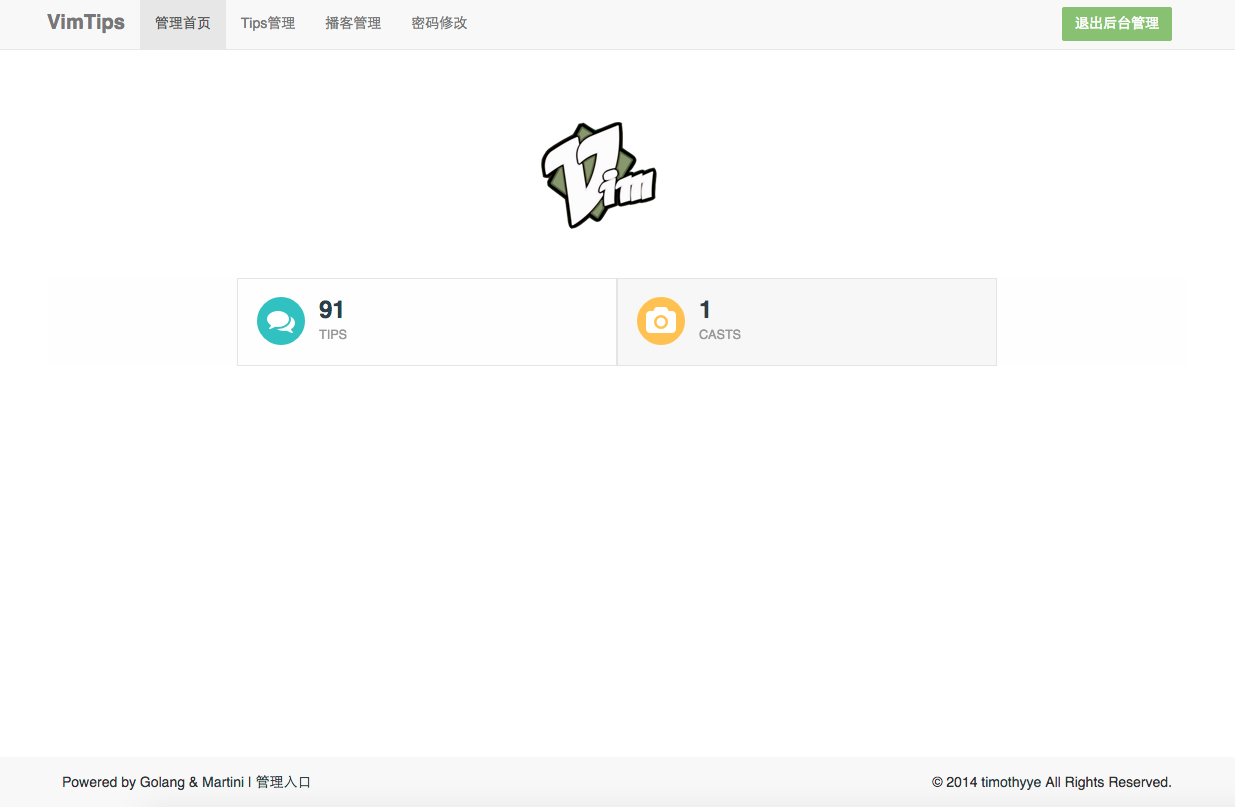 VimTips 管理首页 Tips管理 播客管理 密码修改 退出后台管理
Vim
91
TIPS
1
CASTS
Powered by Golang & Martini | 管理入口
© 2014 timothyye All Rights Reserved.